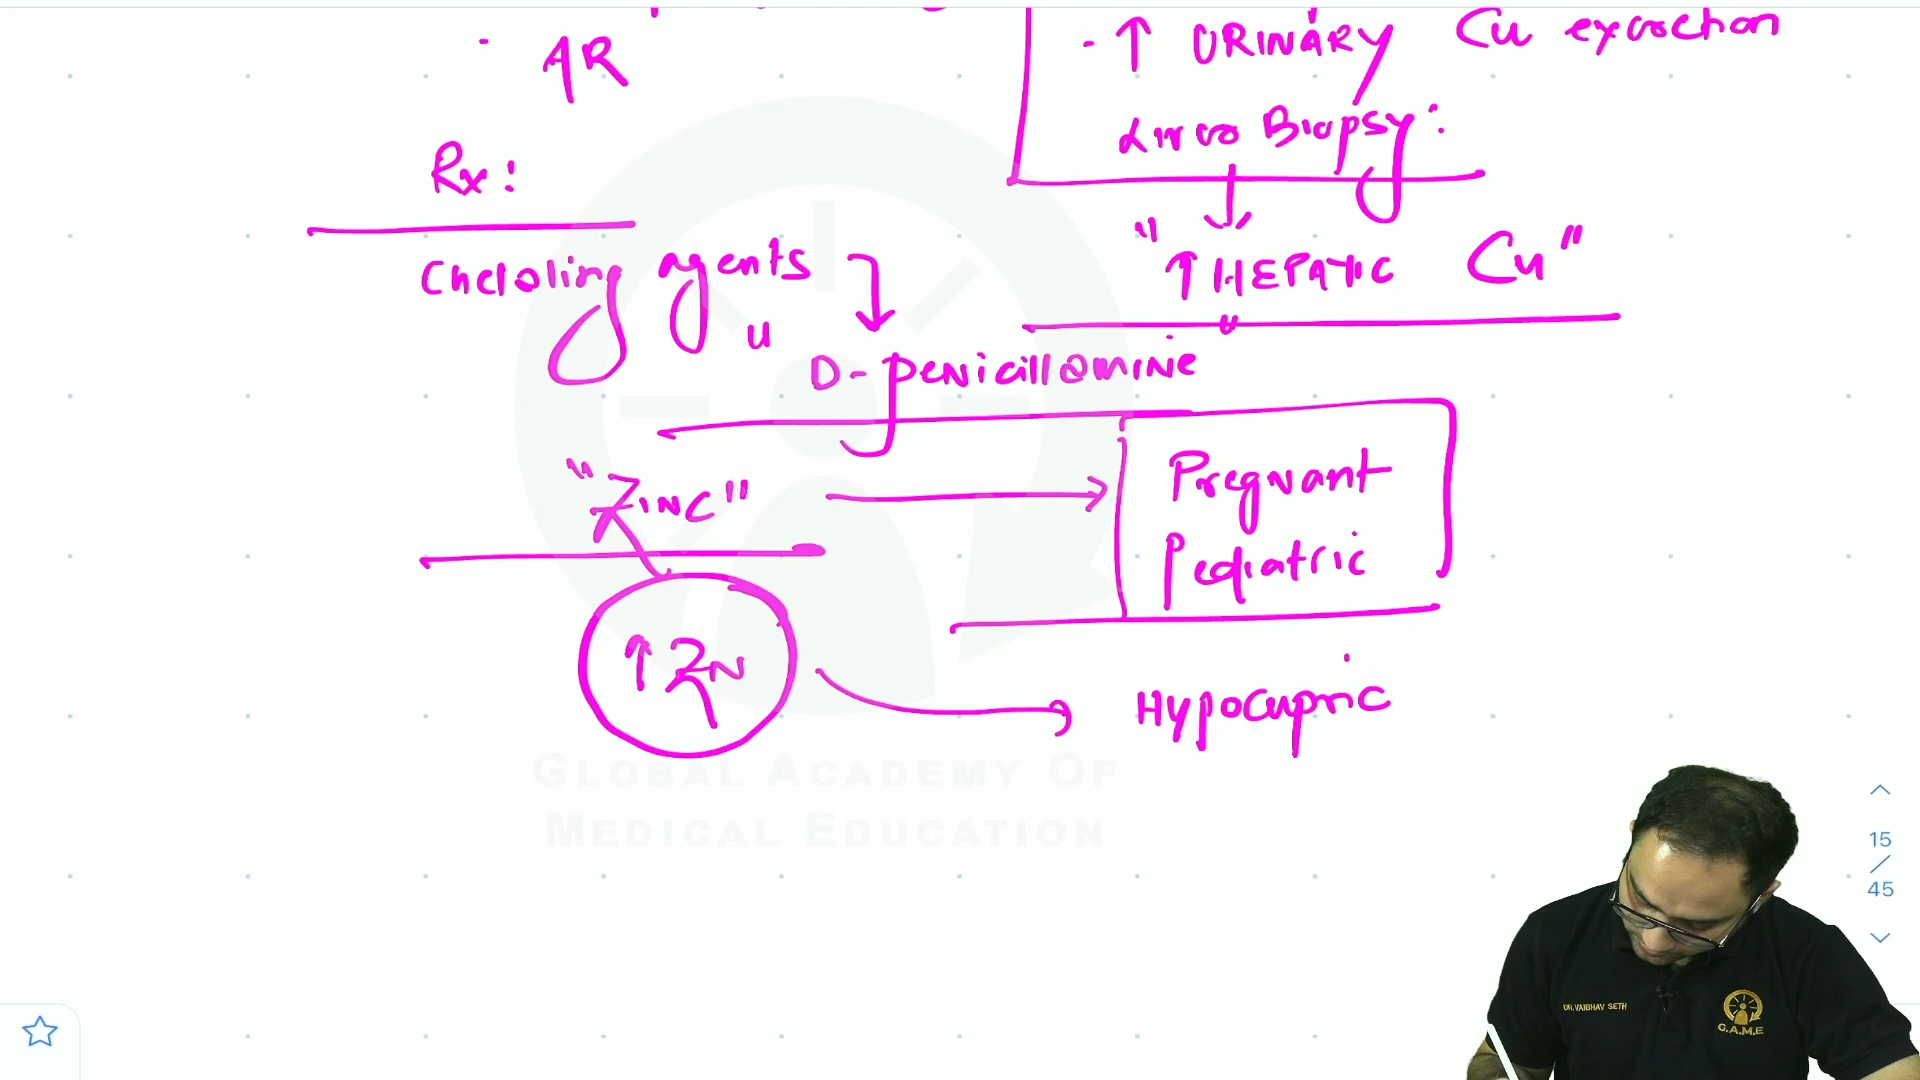 - AR
- ↑ URINARY Cu excretion
Liver Biopsy:
Rx:
"↑ HEPATIC Cu"
Chelating agents
D-Penicillamine
"ZINC"
Pregnant
Pediatric
↑ ZN
Hypocupric
GLOBAL ACADEMY OF
MEDICAL EDUCATION
15
/
45
DR.VAIBHAV SETH
G.A.M.E